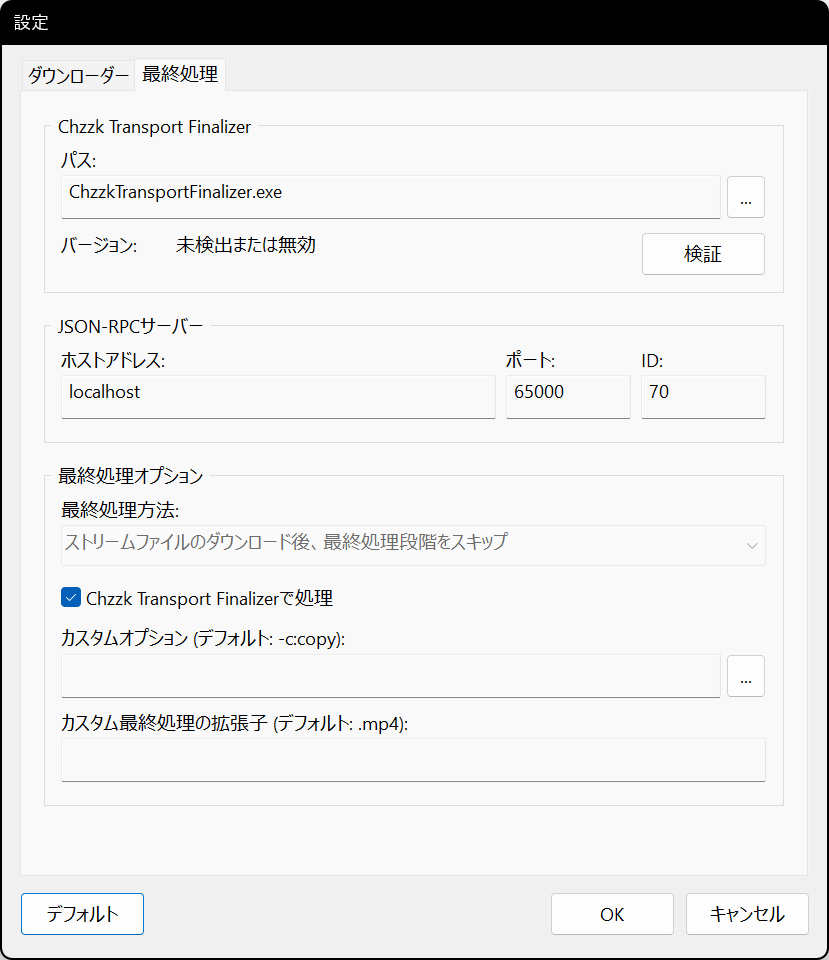 設定
ダウンローダー 最終処理
Chzzk Transport Finalizer
パス:
ChzzkTransportFinalizer.exe ...
バージョン: 未検出または無効 検証
JSON-RPCサーバー
ホストアドレス: ポート: ID:
localhost 65000 70
最終処理オプション
最終処理方法:
ストリームファイルのダウンロード後、最終処理段階をスキップ
Chzzk Transport Finalizerで処理
カスタムオプション (デフォルト: -c:copy):
...
カスタム最終処理の拡張子 (デフォルト: .mp4):
デフォルト OK キャンセル